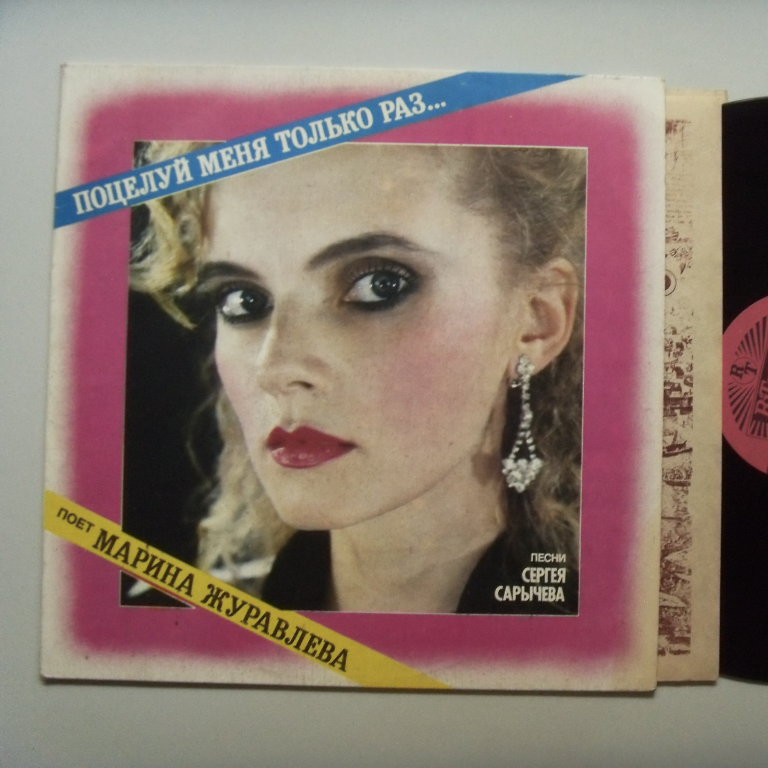 ПОЦЕЛУЙ МЕНЯ ТОЛЬКО РАЗ...
ПОЕТ
МАРИНА ЖУРАВЛЕВА
ПЕСНИ
СЕРГЕЯ
САРЫЧЕВА
R
T